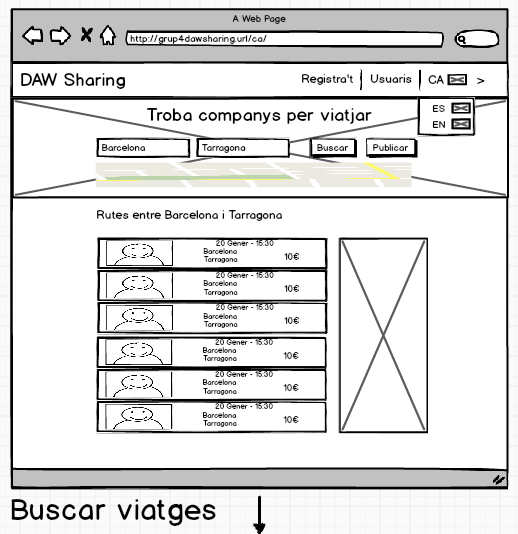 A Web Page
http://grup4dawsharing.url/ca/
DAW Sharing
Registra't | Usuaris | CA >
ES
EN
Troba companys per viatjar
Barcelona Tarragona Buscar Publicar
Rutes entre Barcelona i Tarragona
20 Gener - 15:30
Barcelona
Tarragona
10€
20 Gener - 15:30
Barcelona
Tarragona
10€
20 Gener - 15:30
Barcelona
Tarragona
10€
20 Gener - 15:30
Barcelona
Tarragona
10€
20 Gener - 15:30
Barcelona
Tarragona
10€
20 Gener - 15:30
Barcelona
Tarragona
10€
Buscar viatges